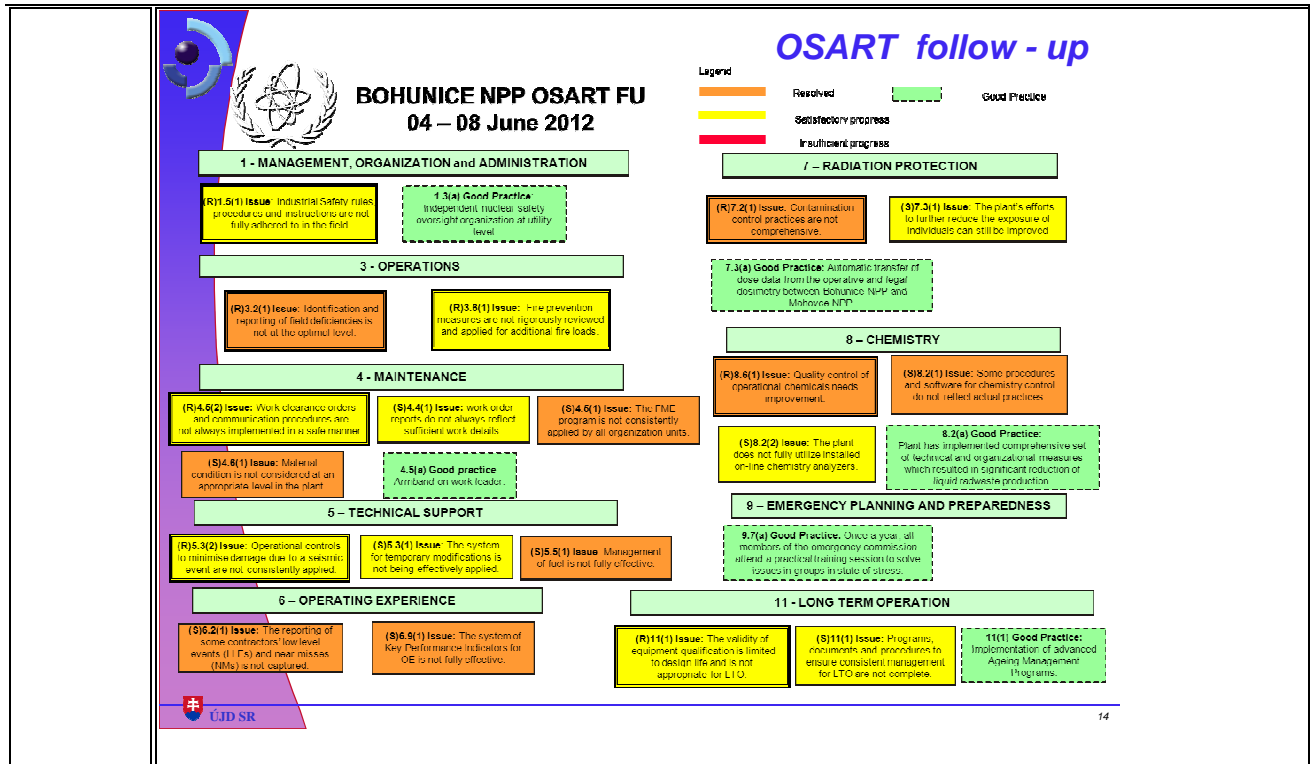 OSART follow - up
BOHUNICE NPP OSART FU
04 – 08 June 2012
Legend
Resolved
Good Practice
Satisfactory progress
Insufficient progress
1 - MANAGEMENT, ORGANIZATION and ADMINISTRATION
(R)1.5(1) Issue: Industrial Safety rules
procedures and instructions are not
fully adhered to in the field.
1.3(a) Good Practice:
Independent nuclear safety
oversight organization at utility
level
3 - OPERATIONS
(R)3.2(1) Issue: Identification and
reporting of field deficiencies is
not at the optimal level.
(R)3.6(1) Issue: Fire prevention
measures are not rigorously reviewed
and applied for additional fire loads.
4 - MAINTENANCE
(R)4.5(2) Issue: Work clearance orders
and communication procedures are
not always implemented in a safe manner
(S)4.4(1) Issue: work order
reports do not always reflect
sufficient work details
(S)4.5(1) Issue: The FME
program is not consistently
applied by all organization units.
(S)4.6(1) Issue: Material
condition is not considered at an
appropriate level in the plant
4.5(a) Good practice
Armband on work leader.
5 – TECHNICAL SUPPORT
(R)5.3(2) Issue: Operational controls
to minimise damage due to a seismic
event are not consistently applied.
(S)5.3(1) Issue: The system
for temporary modifications is
not being effectively applied.
(S)5.5(1) Issue: Management
of fuel is not fully effective.
6 – OPERATING EXPERIENCE
(S)6.2(1) Issue: The reporting of
some contractors' low level
events (LLEs) and near misses
(NMs) is not captured.
(S)6.9(1) Issue: The system of
Key Performance Indicators for
OE is not fully effective.
7 – RADIATION PROTECTION
(R)7.2(1) Issue: Contamination
control practices are not
comprehensive.
(S)7.3(1) Issue: The plant's efforts
to further reduce the exposure of
individuals can still be improved
7.3(a) Good Practice: Automatic transfer of
dose data from the operative and legal
dosimetry between Bohunice NPP and
Mohovce NPP
8 – CHEMISTRY
(R)8.6(1) Issue: Quality control of
operational chemicals needs
improvement.
(S)8.2(1) Issue: Some procedures
and software for chemistry control
do not reflect actual practices
(S)8.2(2) Issue: The plant
does not fully utilize installed
on-line chemistry analyzers.
8.2(a) Good Practice:
Plant has implemented comprehensive set
of technical and organizational measures
which resulted in significant reduction of
liquid radwaste production
9 – EMERGENCY PLANNING AND PREPAREDNESS
9.7(a) Good Practice: Once a year, all
members of the emergency commission
attend a practical training session to solve
issues in groups in state of stress.
11 - LONG TERM OPERATION
(R)11(1) Issue: The validity of
equipment qualification is limited
to design life and is not
appropriate for LTO.
(S)11(1) Issue: Programs,
documents and procedures to
ensure consistent management
for LTO are not complete.
11(1) Good Practice:
Implementation of advanced
Ageing Management
Programs.
ÚJD SR
14